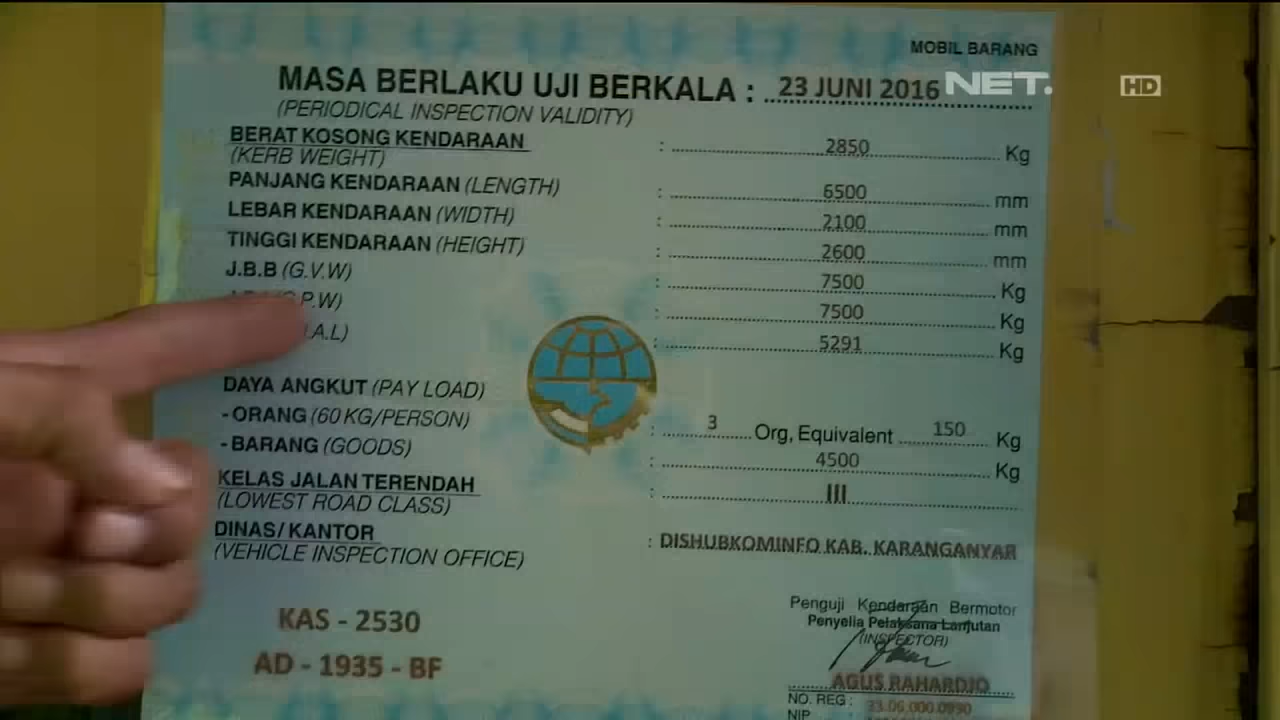 MOBIL BARANG
NET.
HD
MASA BERLAKU UJI BERKALA : 23 JUNI 2016
(PERIODICAL INSPECTION VALIDITY)
BERAT KOSONG KENDARAAN : 2850 Kg
(KERB WEIGHT)
PANJANG KENDARAAN (LENGTH) : 6500 mm
LEBAR KENDARAAN (WIDTH) : 2100 mm
TINGGI KENDARAAN (HEIGHT) : 2600 mm
J.B.B (G.V.W) : 7500 Kg
P.W) : 7500 Kg
A.L) : 5291 Kg
DAYA ANGKUT (PAY LOAD)
-ORANG (60 KG/PERSON) : 3 Org, Equivalent 150 Kg
-BARANG (GOODS) : 4500 Kg
KELAS JALAN TERENDAH : III
(LOWEST ROAD CLASS)
DINAS/KANTOR : DISHUBKOMINFO KAB. KARANGANYAR
(VEHICLE INSPECTION OFFICE)
KAS - 2530
AD - 1935 - BF
Penguji Kendaraan Bermotor
Penyelia Pelaksana Lanjutan
(INSPECTOR)
AGUS RAHARDJO
NO. REG : 33.06.000.0990
NIP